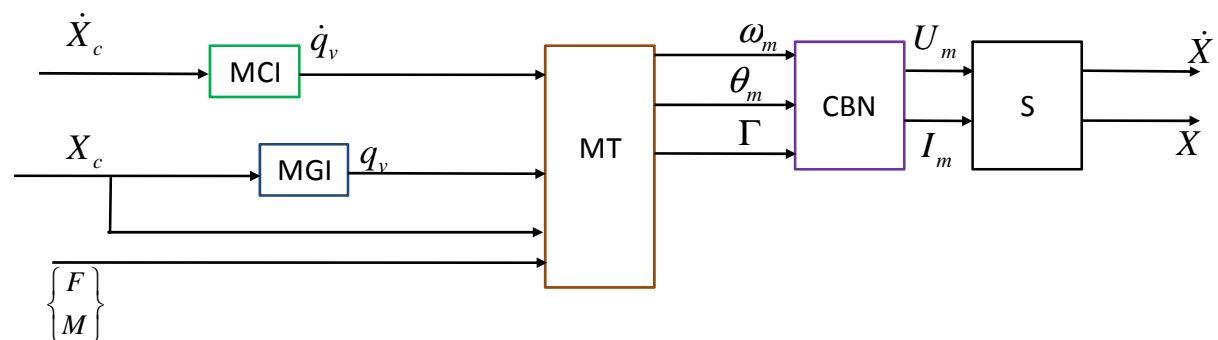 Ẋ_c
MCI
q̇_v
X_c
MGI
q_v
{F
M}
MT
ω_m
θ_m
Γ
CBN
U_m
I_m
S
Ẋ
X